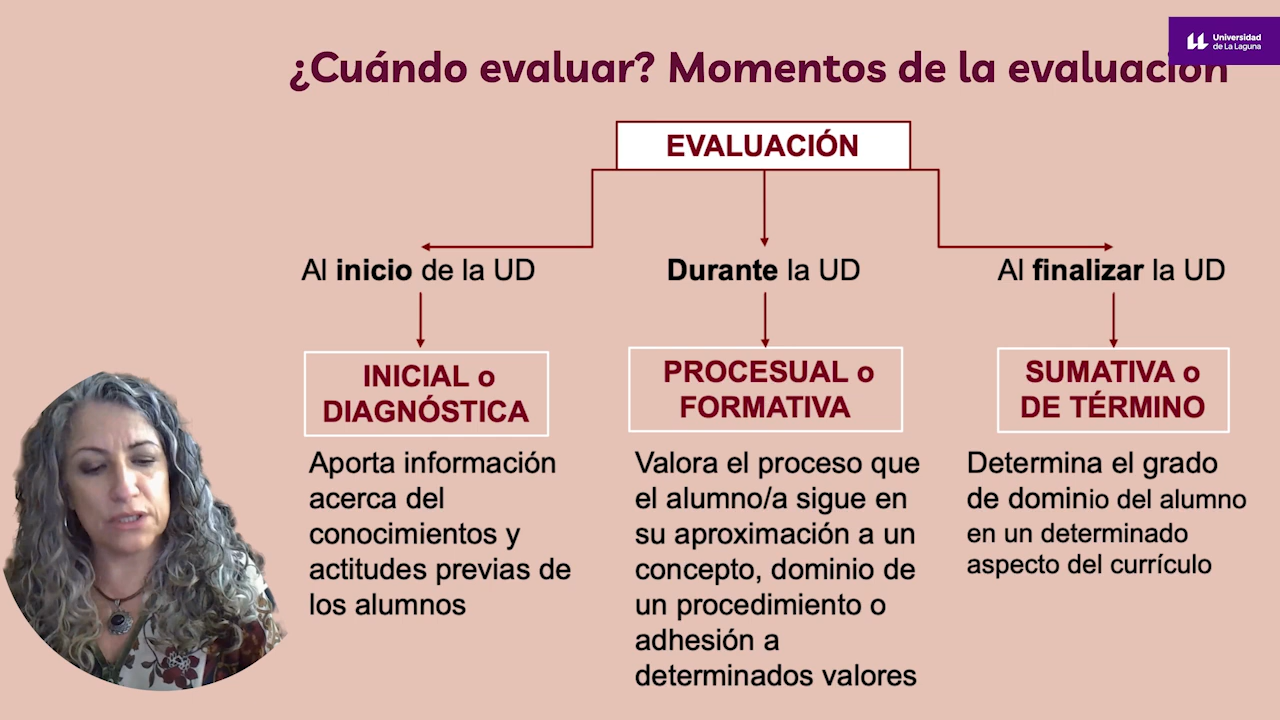 ¿Cuándo evaluar? Momentos de la evaluación
Universidad
de La Laguna
EVALUACIÓN
Al inicio de la UD
Durante la UD
Al finalizar la UD
INICIAL o
DIAGNÓSTICA
PROCESUAL o
FORMATIVA
SUMATIVA o
DE TÉRMINO
Aporta información
acerca del
conocimientos y
actitudes previas de
los alumnos
Valora el proceso que
el alumno/a sigue en
su aproximación a un
concepto, dominio de
un procedimiento o
adhesión a
determinados valores
Determina el grado
de dominio del alumno
en un determinado
aspecto del currículo